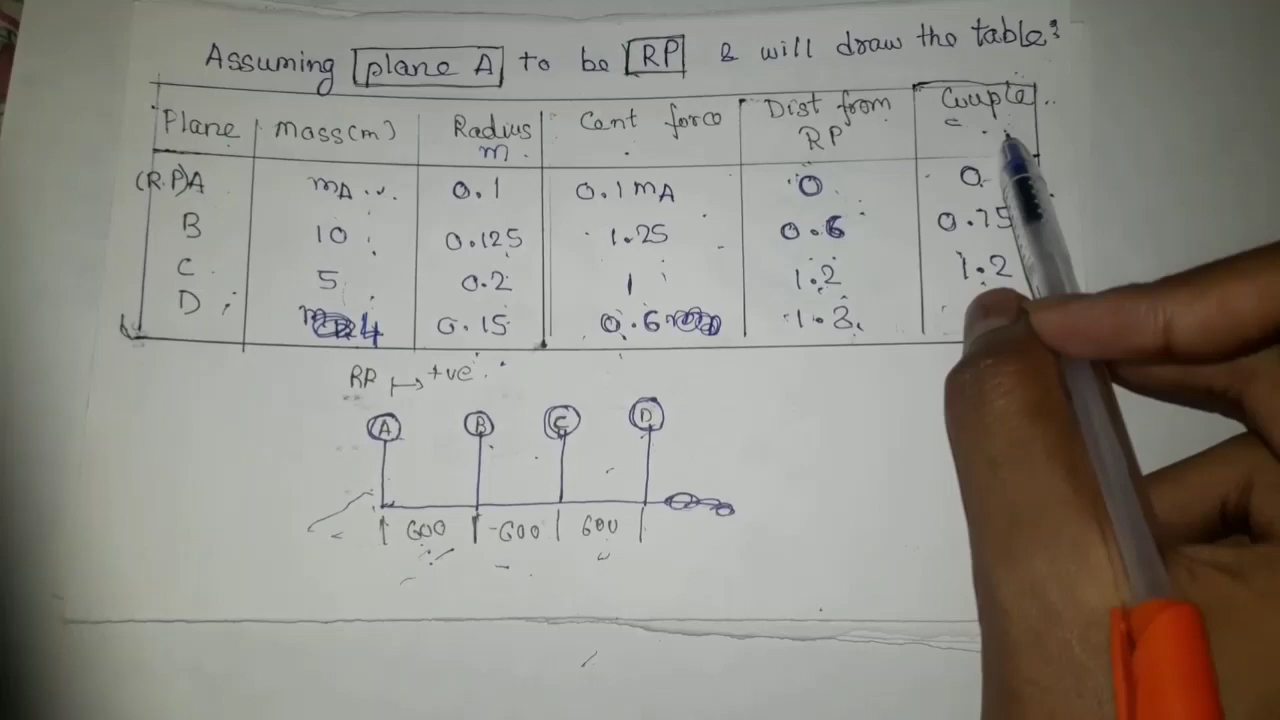 Assuming plane A to be RP & will draw the table:
Plane Mass(m) Radius m. Cent force Dist from RP Couple
(R.P)A mA 0.1 0.1 mA 0 0
B 10 0.125 1.25 0.6 0.75
C 5 0.2 1 1.2 1.2
D 4 0.15 0.6 1.8
RP +ve
A B C D
600 600 600